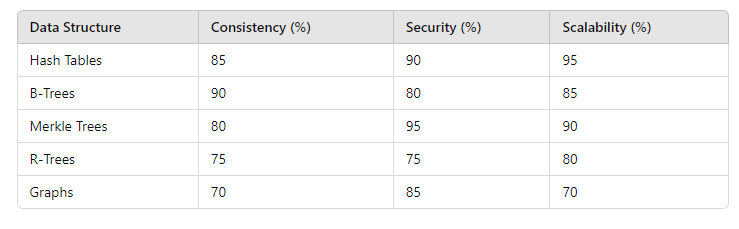 Data Structure Consistency (%) Security (%) Scalability (%)
Hash Tables 85 90 95
B-Trees 90 80 85
Merkle Trees 80 95 90
R-Trees 75 75 80
Graphs 70 85 70